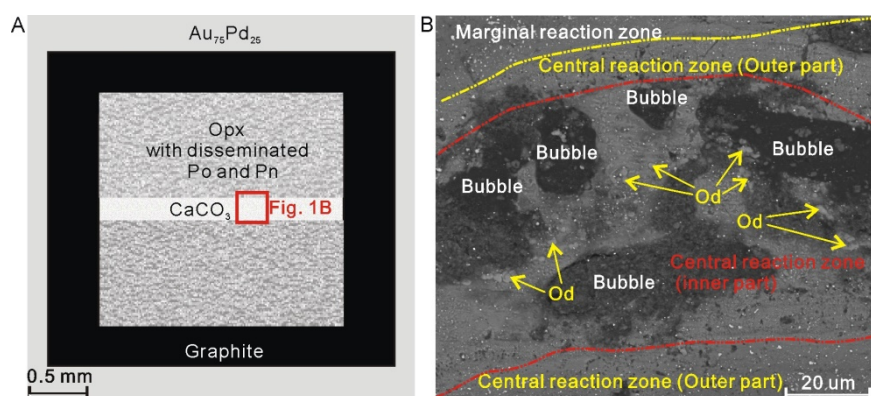 A
Au₇₅Pd₂₅
Opx
with disseminated
Po and Pn
CaCO₃
Fig. 1B
Graphite
0.5 mm
B
Marginal reaction zone
Central reaction zone (Outer part)
Bubble
Bubble
Bubble
Bubble
Od
Od
Central reaction zone
(inner part)
Bubble
Od
Central reaction zone (Outer part)
20 um